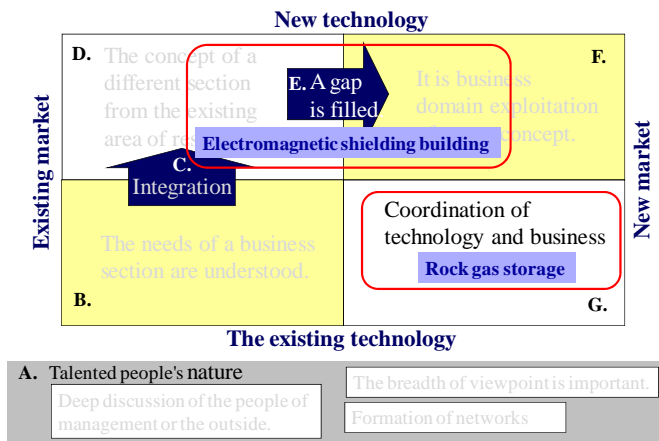 New technology
D. The concept of a
different section
from the existing
area of res
E. A gap
is filled
F.
It is business
domain exploitation
concept.
Electromagnetic shielding building
C.
Integration
Existing market
New market
The needs of a business
section are understood.
B.
Coordination of
technology and business
Rock gas storage
G.
The existing technology
A. Talented people's nature
Deep discussion of the people of
management or the outside.
The breadth of viewpoint is important.
Formation of networks